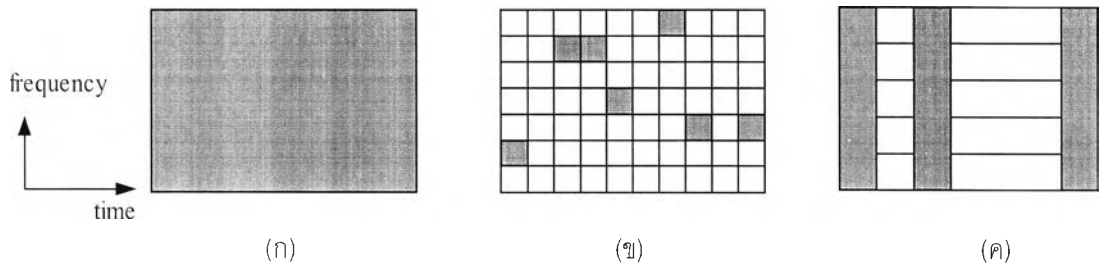 frequency
time
(ก)
(ข)
(ค)